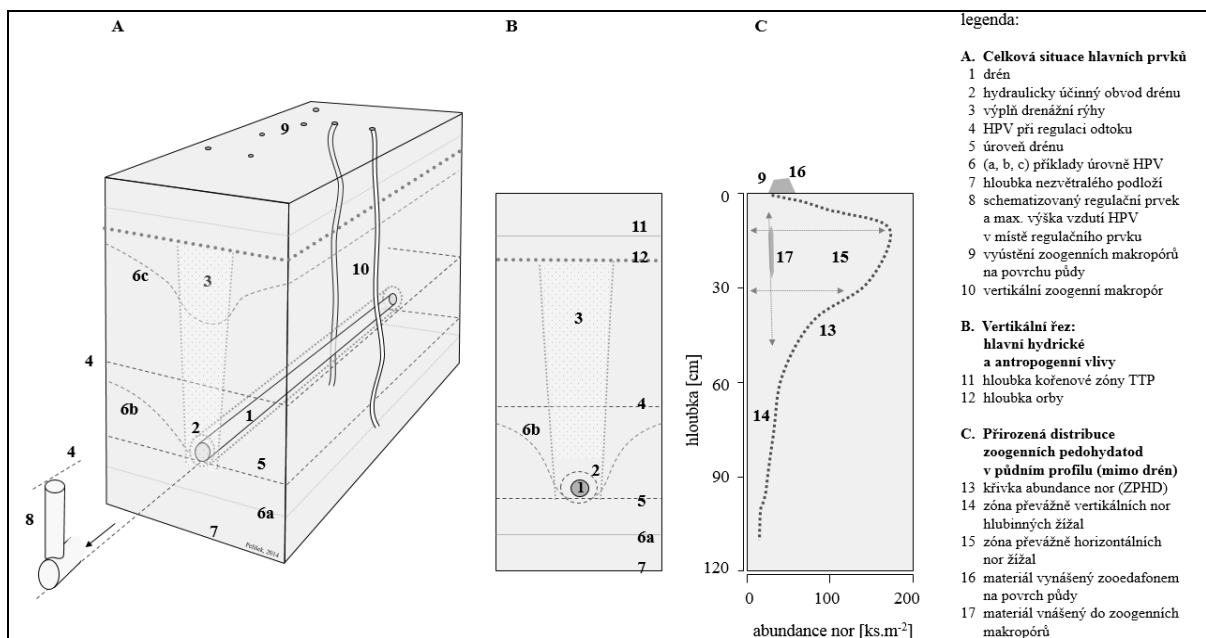 A
B
C
9
10
6c
3
4
6b
2
1
5
4
8
6a
7
Pelíšek, 2014
11
12
3
4
6b
2
1
5
6a
7
9
16
0
30
60
90
120
hloubka [cm]
17
15
13
14
0
100
200
abundance nor [ks.m-2]
legenda:
A. Celková situace hlavních prvků
1 drén
2 hydraulicky účinný obvod drénu
3 výplň drenážní rýhy
4 HPV při regulaci odtoku
5 úroveň drénu
6 (a, b, c) příklady úrovně HPV
7 hloubka nezvětralého podloží
8 schematizovaný regulační prvek
a max. výška vzdutí HPV
v místě regulačního prvku
9 vyústění zoogenních makropórů
na povrchu půdy
10 vertikální zoogenní makropór
B. Vertikální řez:
hlavní hydrické
a antropogenní vlivy
11 hloubka kořenové zóny TTP
12 hloubka orby
C. Přirozená distribuce
zoogenních pedohydatod
v půdním profilu (mimo drén)
13 křivka abundance nor (ZPHD)
14 zóna převážně vertikálních nor
hlubinných žížal
15 zóna převážně horizontálních
nor žížal
16 materiál vynášený zooedafonem
na povrch půdy
17 materiál vnášený do zoogenních
makropórů